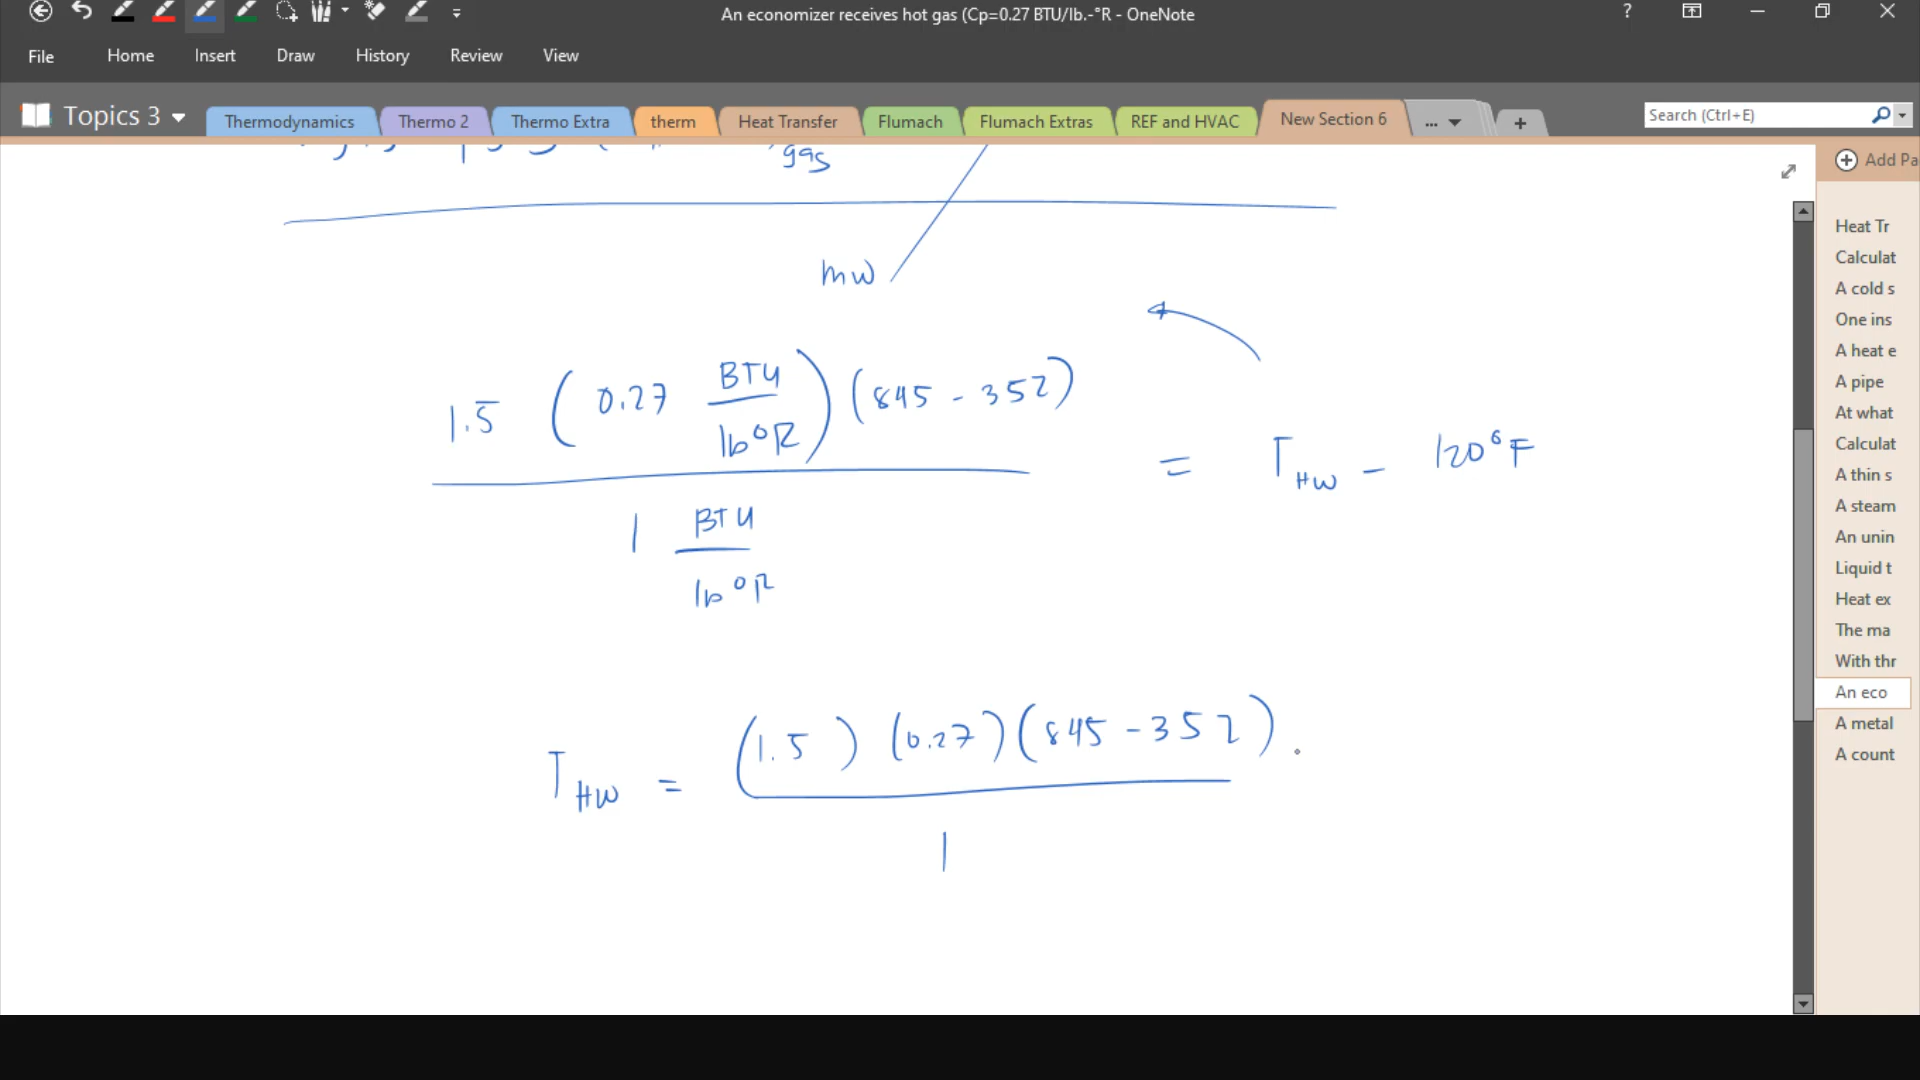 An economizer receives hot gas (Cp=0.27 BTU/lb.-°R - OneNote
?
File Home Insert Draw History Review View
Topics 3 Thermodynamics Thermo 2 Thermo Extra therm Heat Transfer Flumach Flumach Extras REF and HVAC New Section 6 ... + Search (Ctrl+E)
Add Pa
Heat Tr
Calculat
A cold s
One ins
A heat e
A pipe
At what
Calculat
A thin s
A steam
An unin
Liquid t
Heat ex
The ma
With thr
An eco
A metal
A count
gas
mw
1.5 (0.27 BTU/lb°R) (845 - 352)
= THW - 120°F
1 BTU/lb°R
THW = (1.5) (0.27) (845 - 352)
1